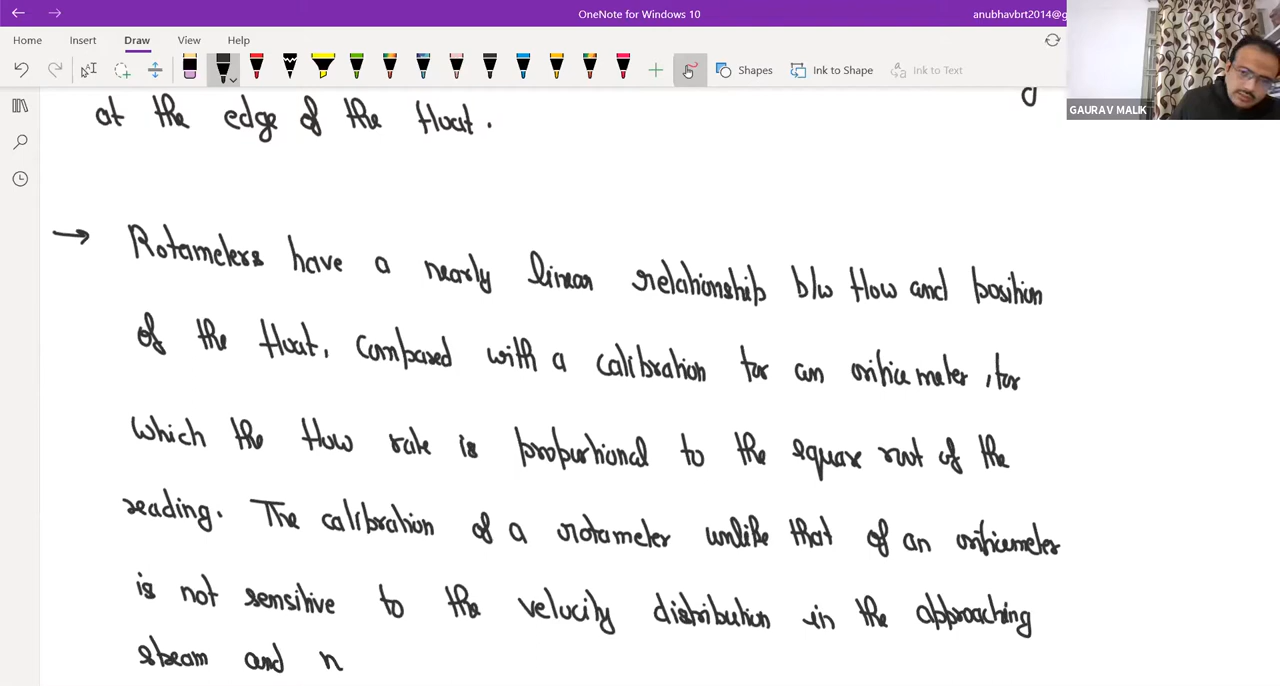 OneNote for Windows 10
anubhavbrt2014@g
Home Insert Draw View Help
Shapes Ink to Shape Ink to Text
GAURAV MALIK
at the edge of the float.
→ Rotameters have a nearly linear relationship b/w flow and position
of the float, compared with a calibration for an orifice meter, for
which the flow rate is proportional to the square root of the
reading. The calibration of a rotameter unlike that of an orificemeter
is not sensitive to the velocity distribution in the approaching
stream and n